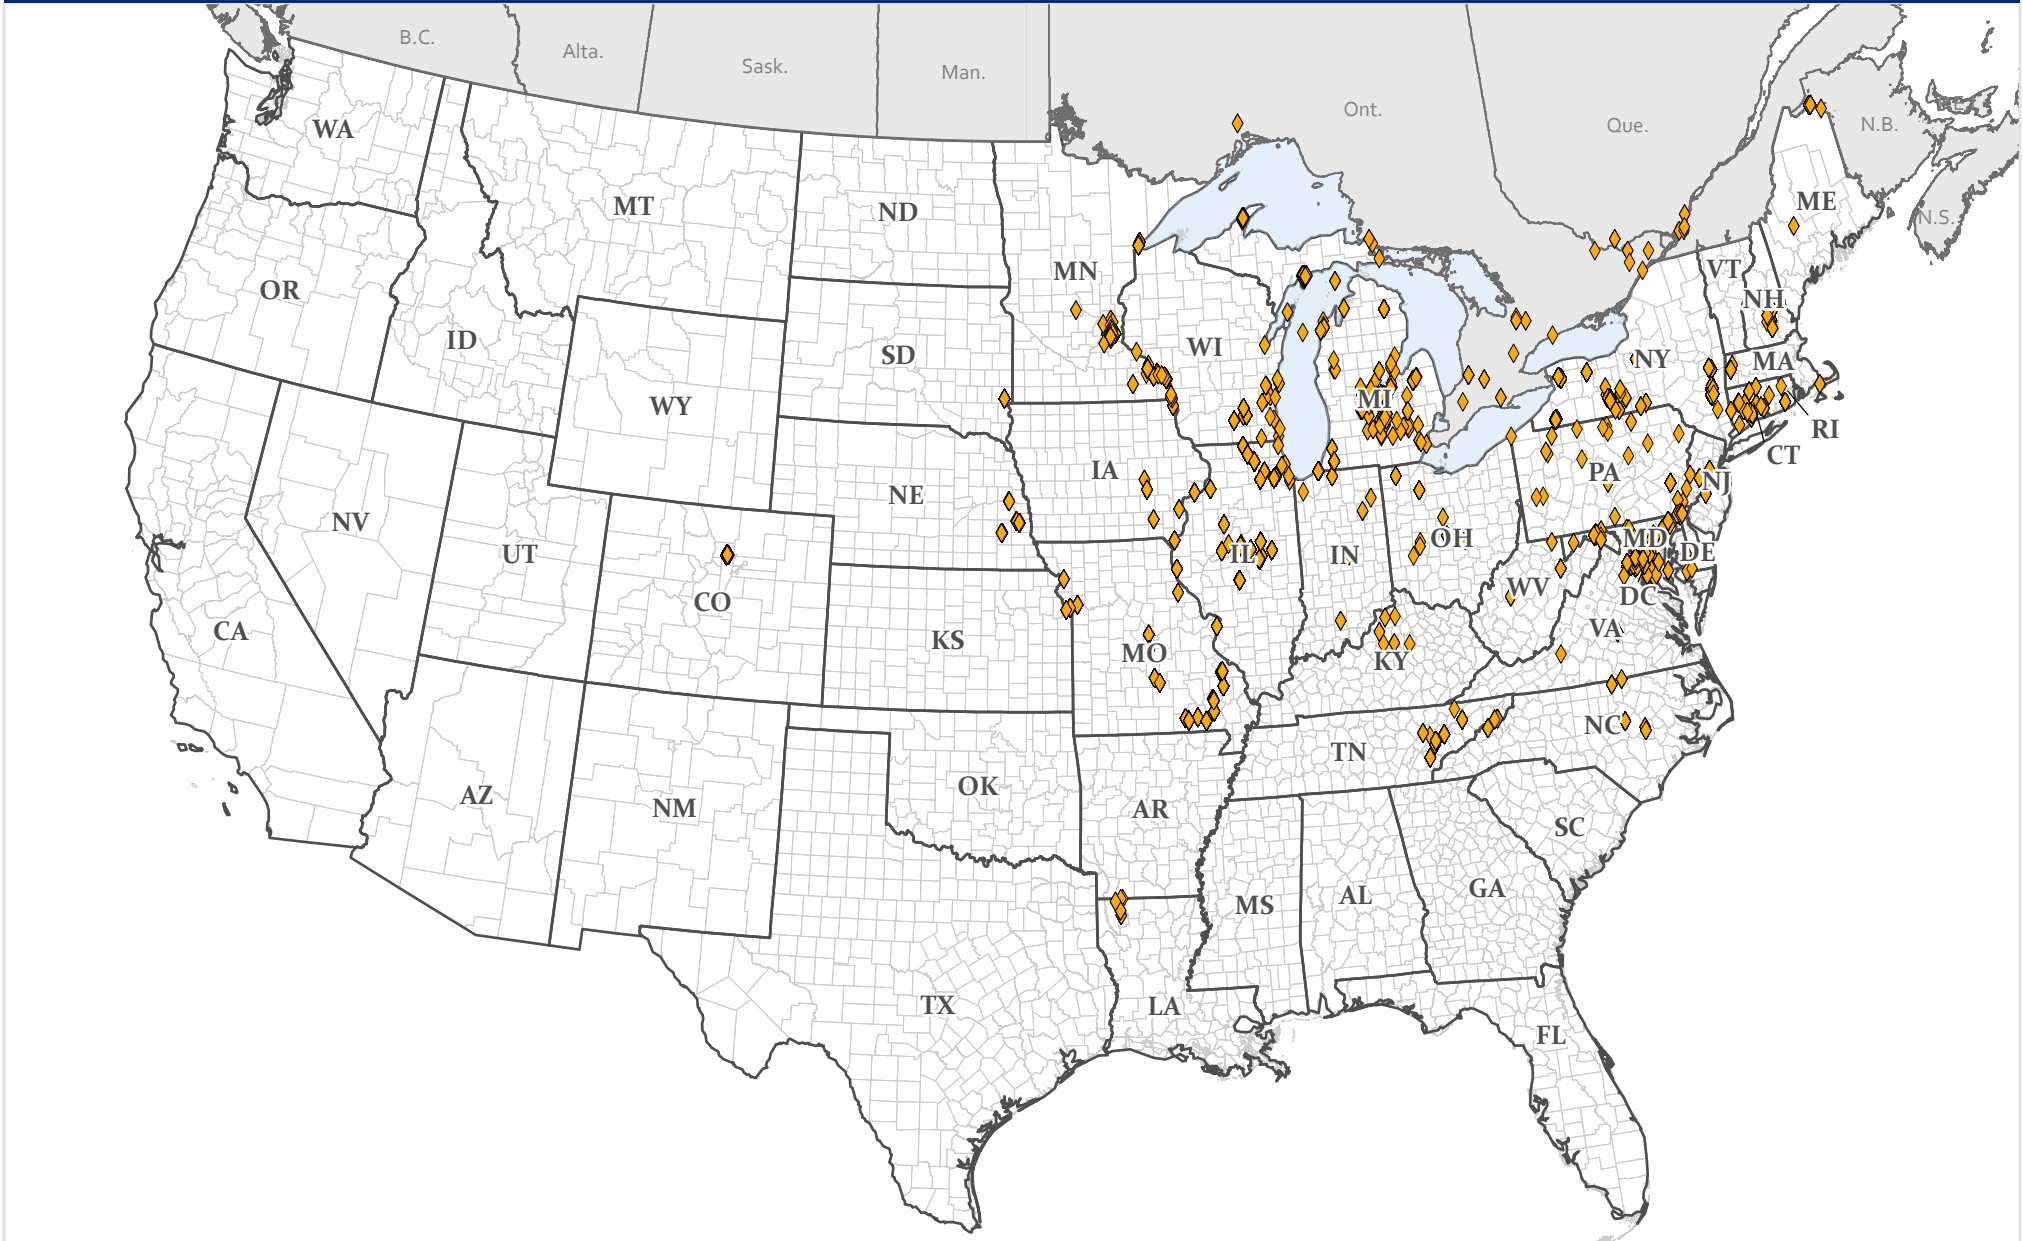 B.C.
Alta.
Sask.
Man.
Ont.
Que.
N.B.
N.S.
WA
MT
ND
MN
ME
OR
ID
SD
WI
VT
NH
WY
MI
NY
MA
RI
CT
IA
NE
PA
NJ
NV
UT
CO
IL
IN
OH
MD
DE
WV
DC
CA
KS
MO
KY
VA
AZ
NM
OK
AR
TN
NC
SC
MS
AL
GA
TX
LA
FL